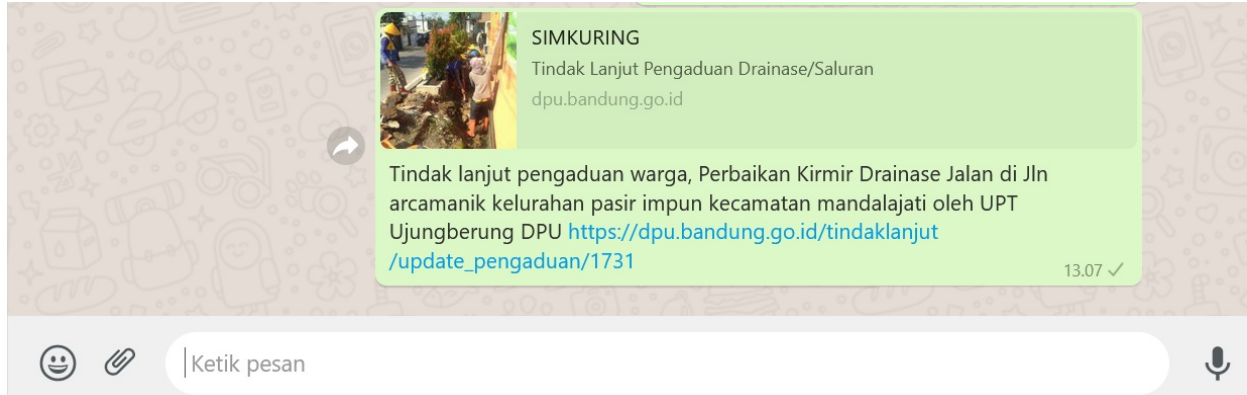 SIMKURING
Tindak Lanjut Pengaduan Drainase/Saluran
dpu.bandung.go.id
Tindak lanjut pengaduan warga, Perbaikan Kirmir Drainase Jalan di Jln
arcamanik kelurahan pasir impun kecamatan mandalajati oleh UPT
Ujungberung DPU https://dpu.bandung.go.id/tindaklanjut
/update_pengaduan/1731
13.07
Ketik pesan